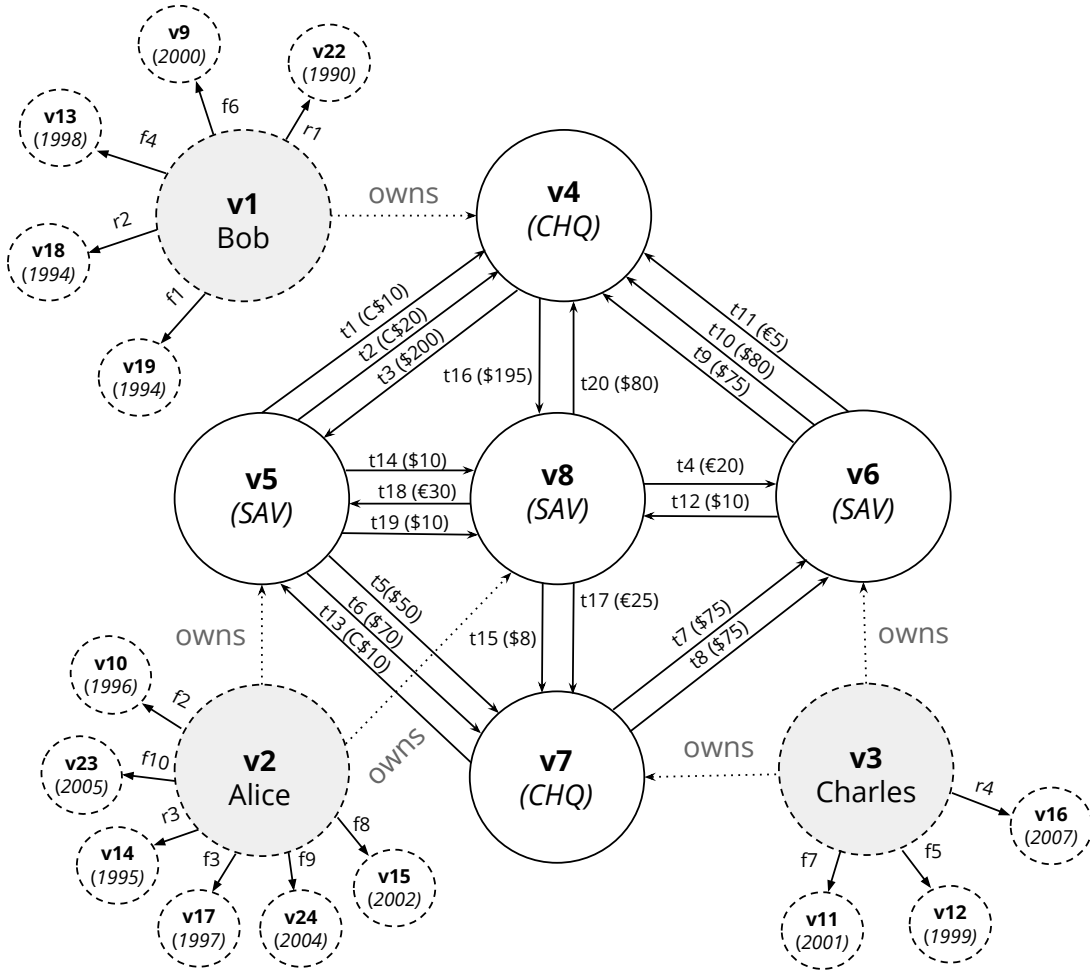 v9
(2000)
v22
(1990)
v13
(1998)
f6
r1
f4
v1
Bob
owns
v4
(CHQ)
r2
v18
(1994)
f1
v19
(1994)
t1 (C$10)
t2 (C$20)
t3 ($200)
t16 ($195)
t20 ($80)
t11 (€5)
t10 ($80)
t9 ($75)
v5
(SAV)
t14 ($10)
t18 (€30)
t19 ($10)
v8
(SAV)
t4 (€20)
t12 ($10)
v6
(SAV)
t5($50)
t6 ($70)
t13 (C$10)
t15 ($8)
t17 (€25)
t7 ($75)
t8 ($75)
owns
owns
v10
(1996)
f2
v23
(2005)
f10
v2
Alice
owns
v7
(CHQ)
owns
v3
Charles
r4
v16
(2007)
r3
v14
(1995)
f3
f9
f8
v15
(2002)
v17
(1997)
v24
(2004)
f7
f5
v11
(2001)
v12
(1999)